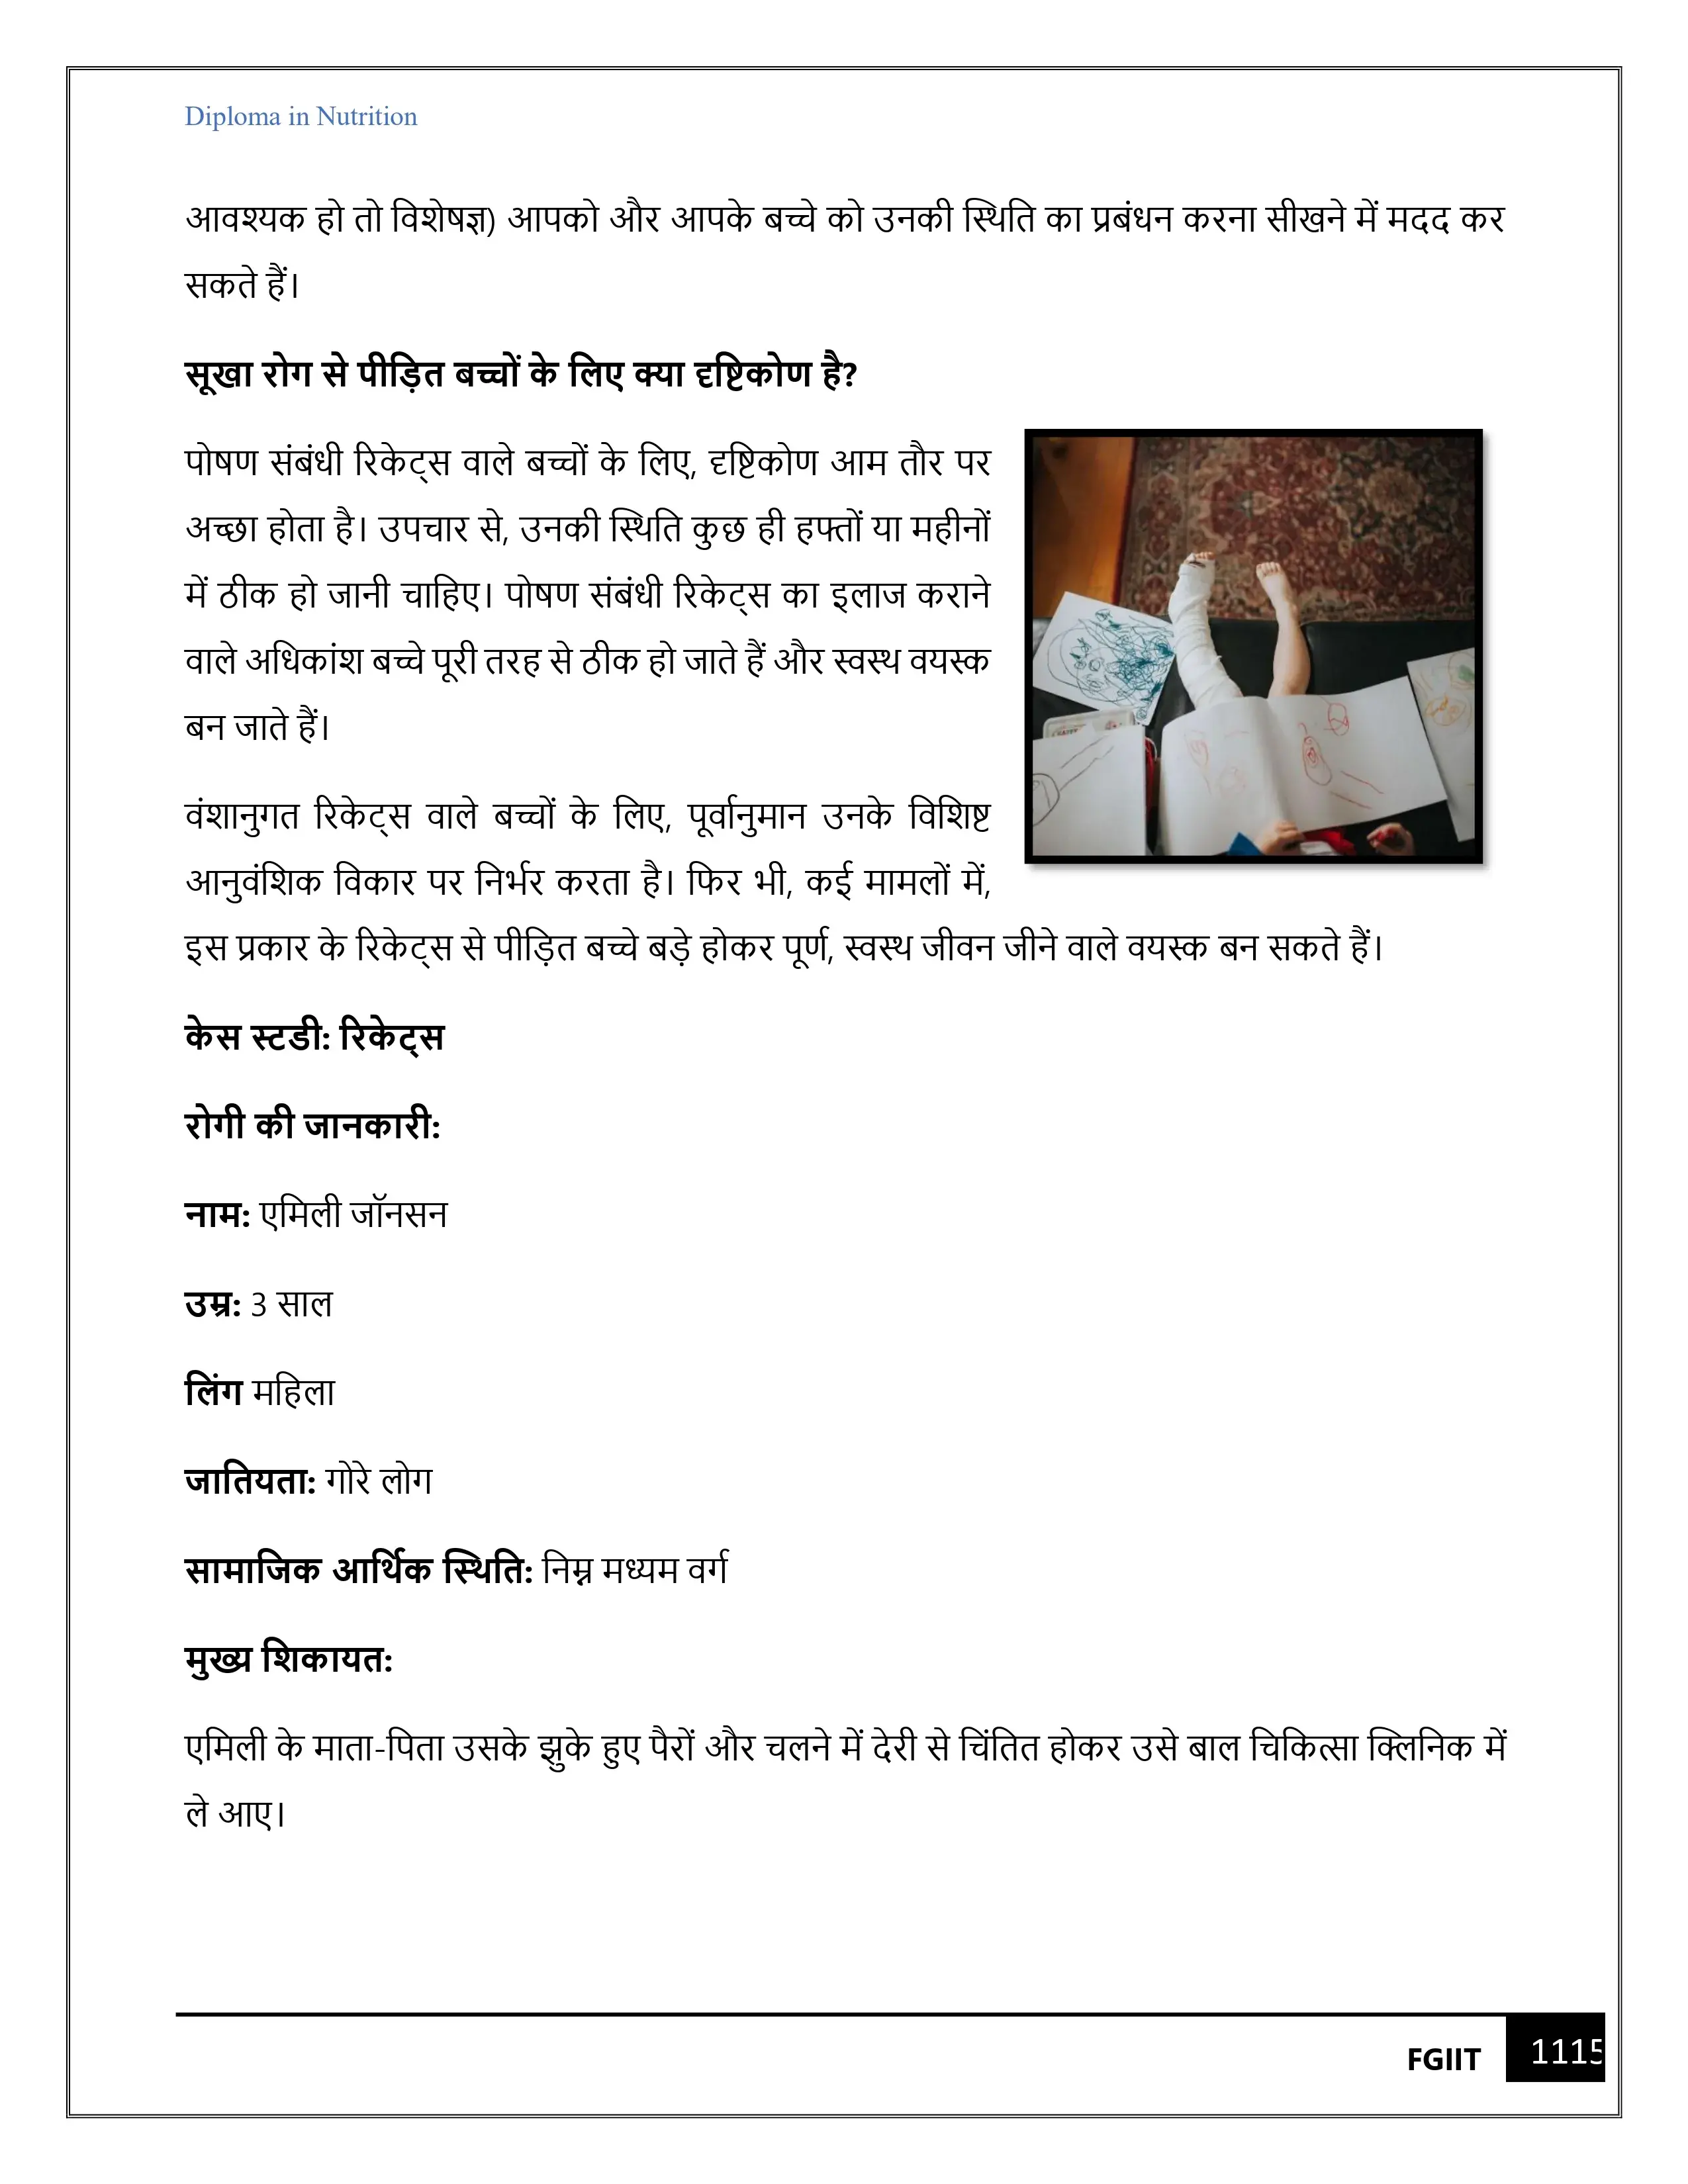 Diploma in Nutrition
आवश्यक हो तो विशेषज्ञ) आपको और आपके बच्चे को उनकी स्थिति का प्रबंधन करना सीखने में मदद कर
सकते हैं।
सूखा रोग से पीड़ित बच्चों के लिए क्या दृष्टिकोण है?
पोषण संबंधी रिकेट्स वाले बच्चों के लिए, दृष्टिकोण आम तौर पर
अच्छा होता है। उपचार से, उनकी स्थिति कुछ ही हफ्तों या महीनों
में ठीक हो जानी चाहिए। पोषण संबंधी रिकेट्स का इलाज कराने
वाले अधिकांश बच्चे पूरी तरह से ठीक हो जाते हैं और स्वस्थ वयस्क
बन जाते हैं।
वंशानुगत रिकेट्स वाले बच्चों के लिए, पूर्वानुमान उनके विशिष्ट
आनुवंशिक विकार पर निर्भर करता है। फिर भी, कई मामलों में,
इस प्रकार के रिकेट्स से पीड़ित बच्चे बड़े होकर पूर्ण, स्वस्थ जीवन जीने वाले वयस्क बन सकते हैं।
केस स्टडी: रिकेट्स
रोगी की जानकारी:
नाम: एमिली जॉनसन
उम्र: 3 साल
लिंग महिला
जातियता: गोरे लोग
सामाजिक आर्थिक स्थिति: निम्न मध्यम वर्ग
मुख्य शिकायत:
एमिली के माता-पिता उसके झुके हुए पैरों और चलने में देरी से चिंतित होकर उसे बाल चिकित्सा क्लिनिक में
ले आए।
FGIIT 1115